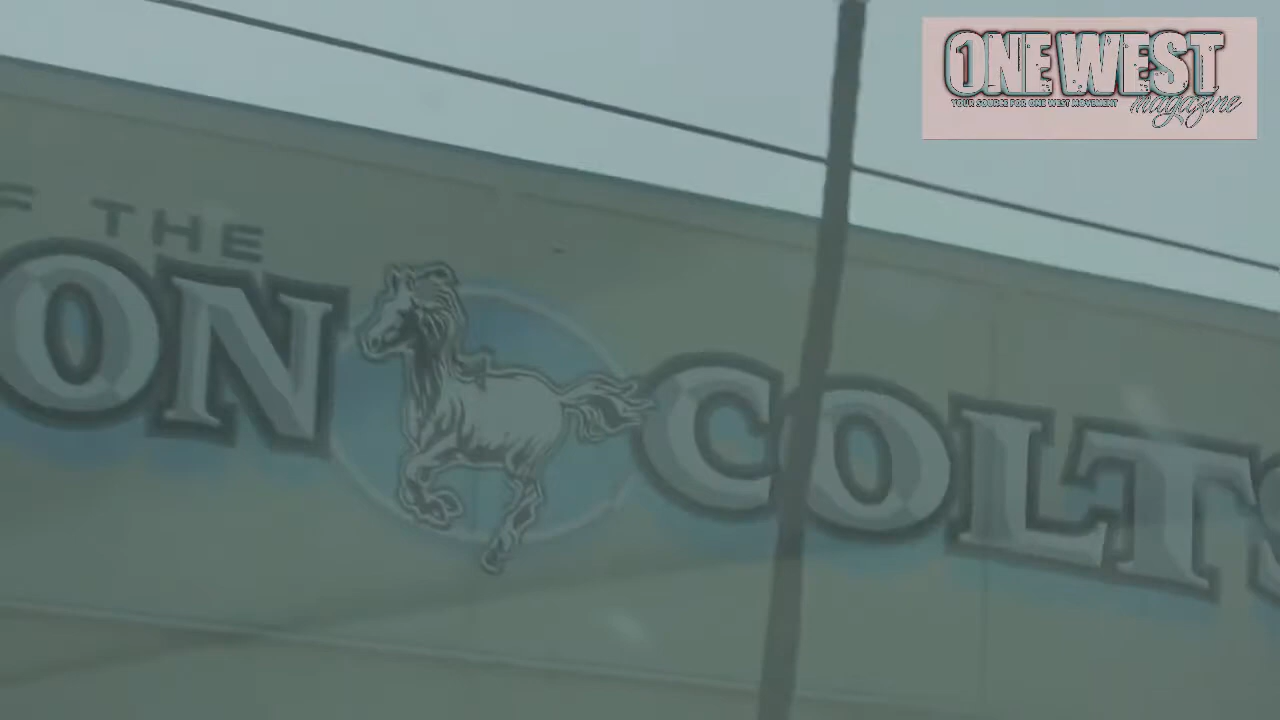 ONE WEST
YOUR SOURCE FOR ONE WEST MOVEMENT magazine
THE
ON COLTS